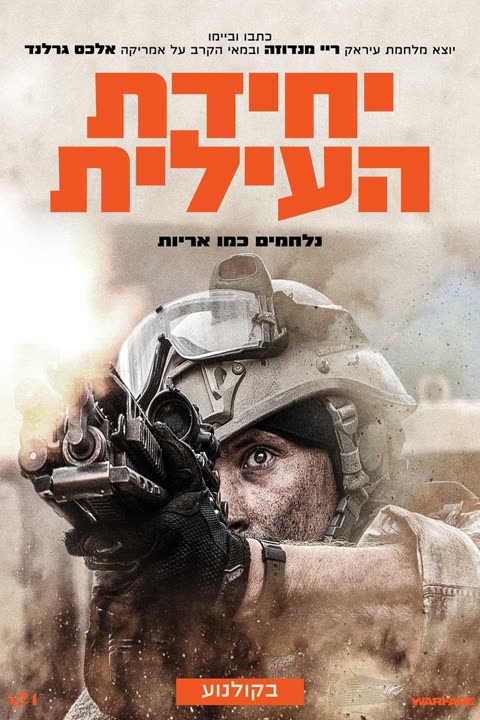 כתבו וביימו
יוצא מלחמת עיראק ריי מנדוזה ובמאי הקרב על אמריקה אלכס גרלנד
יחידת
העילית
נלחמים כמו אריות
בקולנוע
A24
WARFARE